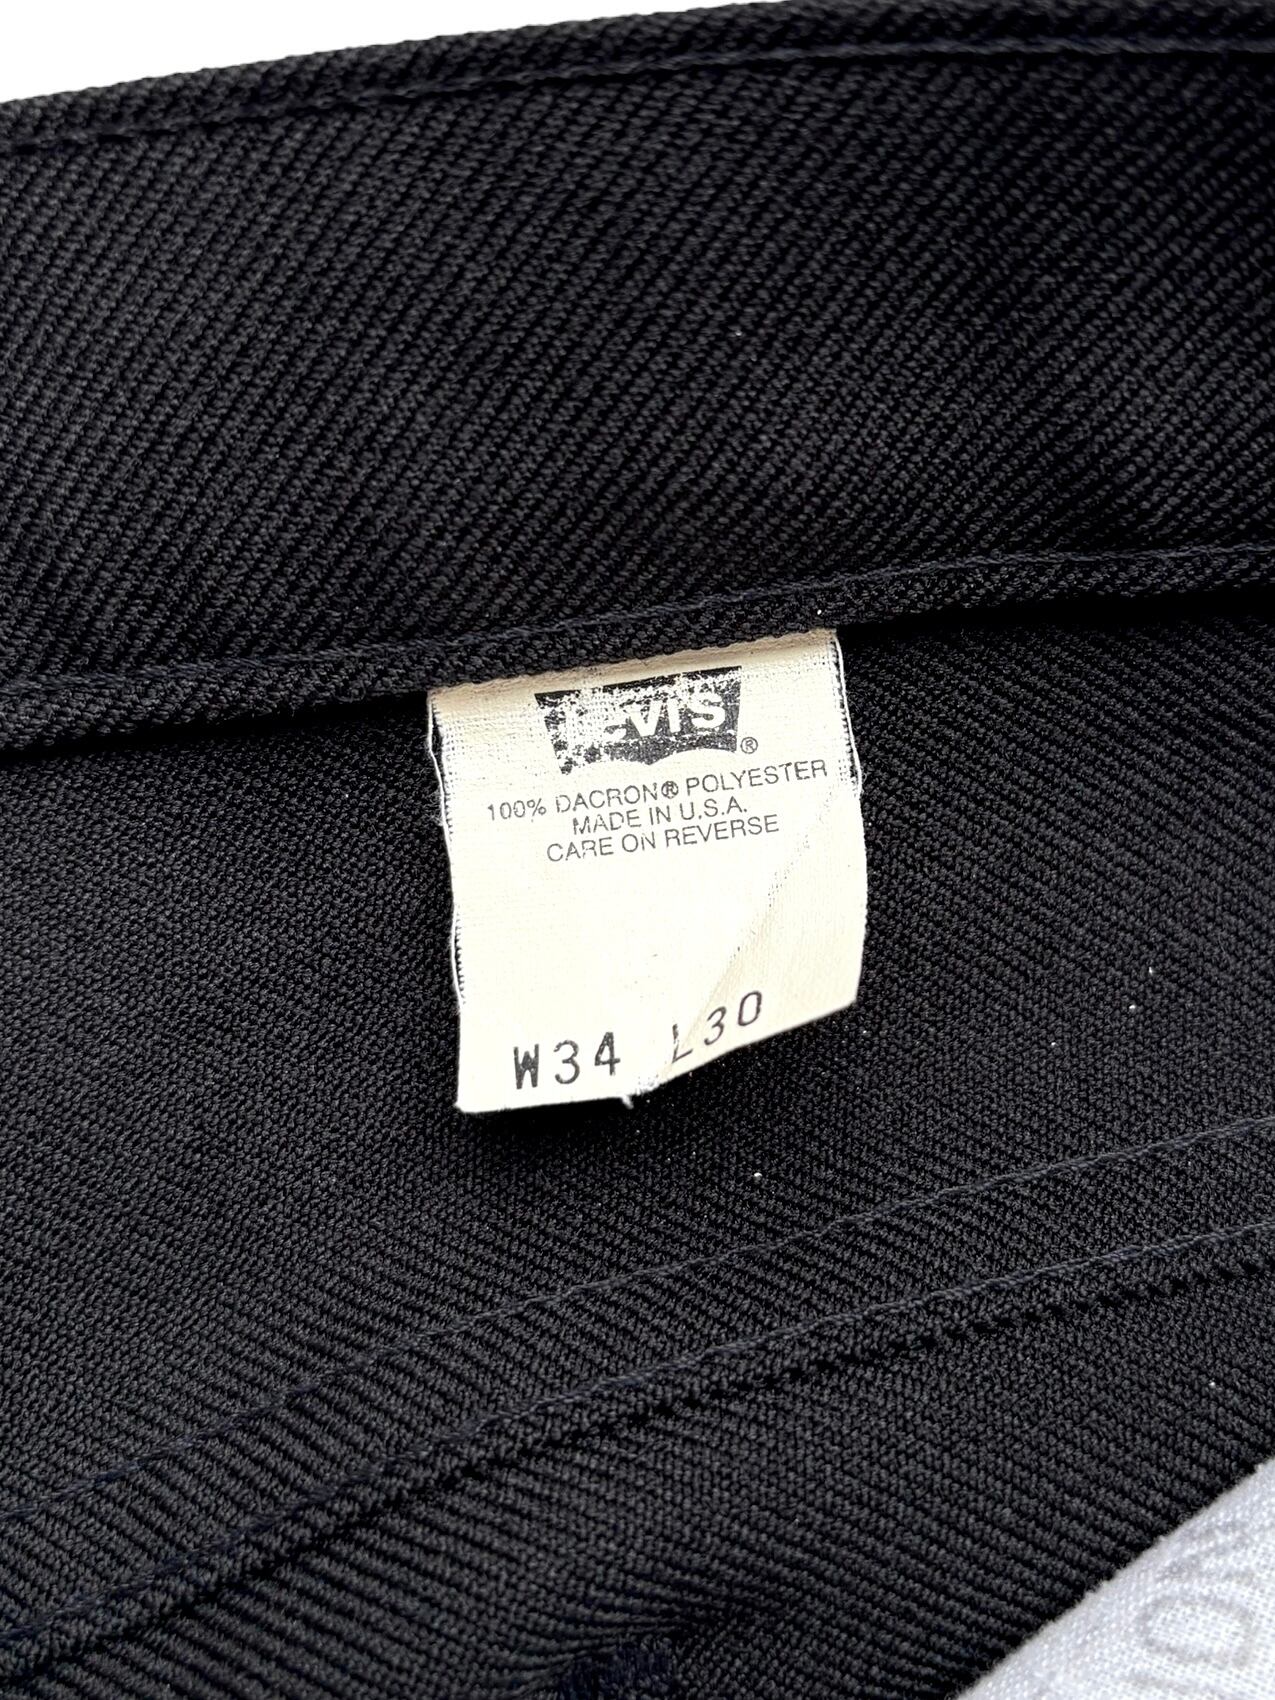 Levi's ®
100% DACRON® POLYESTER
MADE IN U.S.A.
CARE ON REVERSE
W34 L30